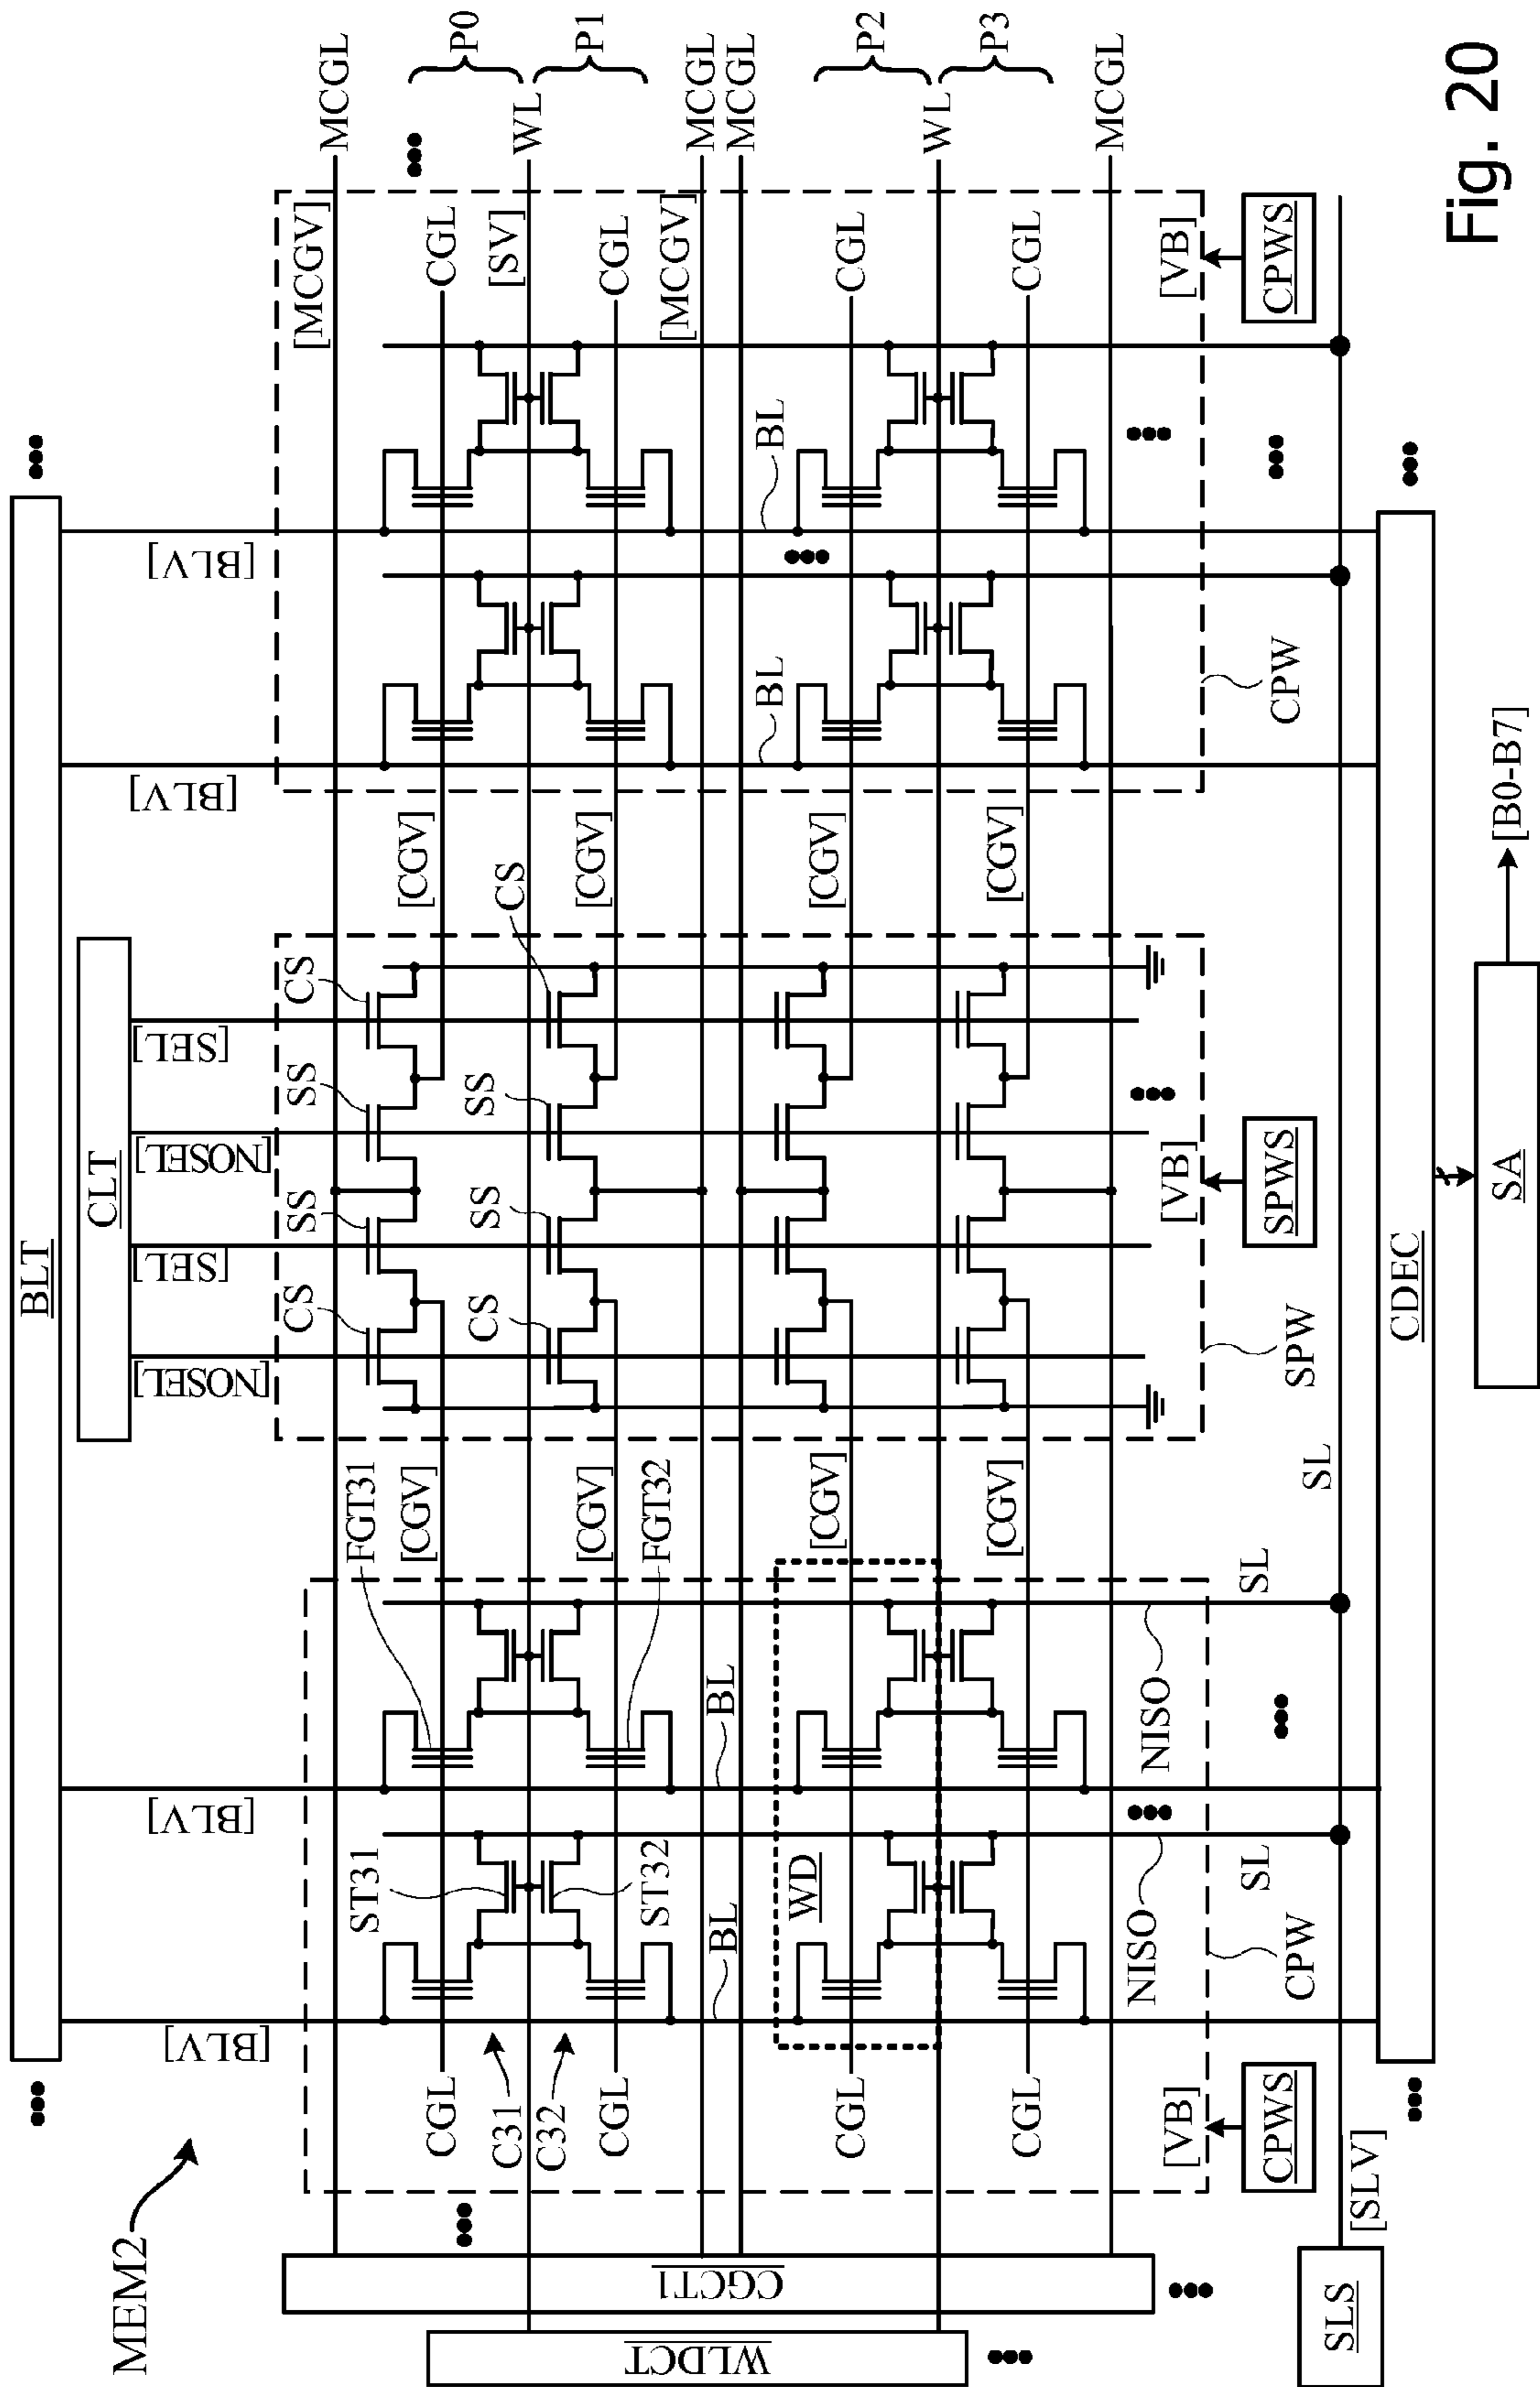 MEM2
BLT
CLT
[BLV]
[BLV]
[NOSEL]
[SEL]
[NOSEL]
[SEL]
[BLV]
[BLV]
CS
SS
SS
CS
[MCGV]
MCGL
ST31
FGT31
CGL
[CGV]
[CGV]
CGL
P0
C31
CS
SS
SS
CS
[SV]
WL
C32
P1
CGL
[CGV]
[CGV]
CGL
ST32
FGT32
[MCGV]
MCGL
BL
BL
MCGL
BL
BL
WD
CGL
[CGV]
[CGV]
CGL
P2
WL
P3
CGL
[CGV]
[CGV]
CGL
MCGL
WLDCT
CGCT1
NISO
NISO
[VB]
[VB]
[VB]
CPWS
CPW
SL
SL
SPW
SPWS
CPW
CPWS
SLS
[SLV]
SL
CDEC
SA
[B0-B7]
Fig. 20